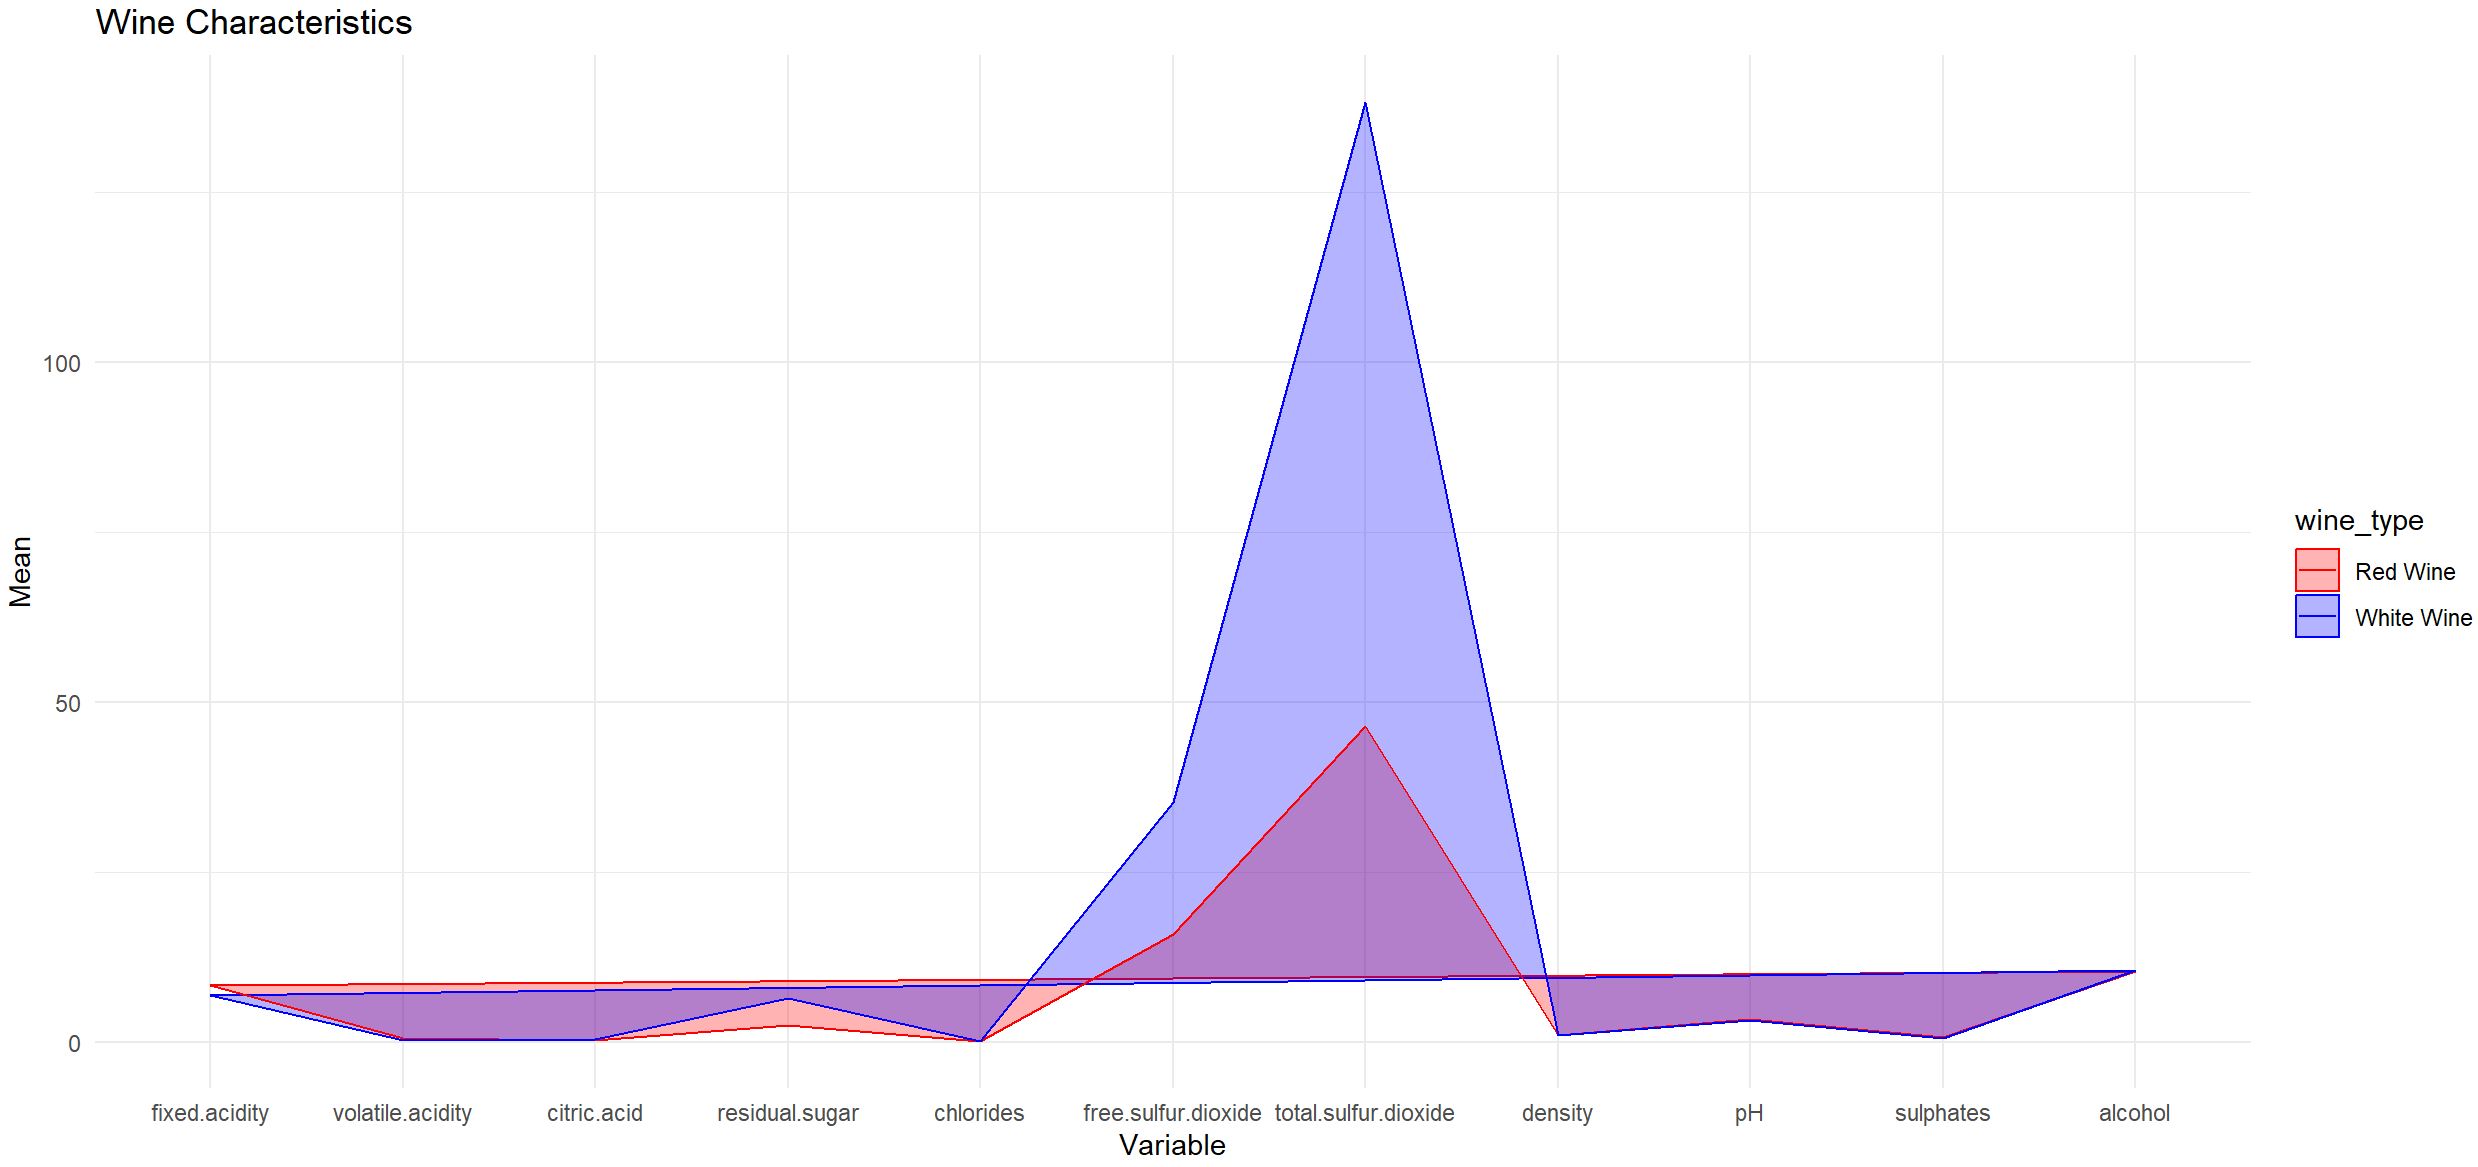 Wine Characteristics
Mean
100
50
0
fixed.acidity volatile.acidity citric.acid residual.sugar chlorides free.sulfur.dioxide total.sulfur.dioxide density pH sulphates alcohol
Variable
wine_type
Red Wine
White Wine